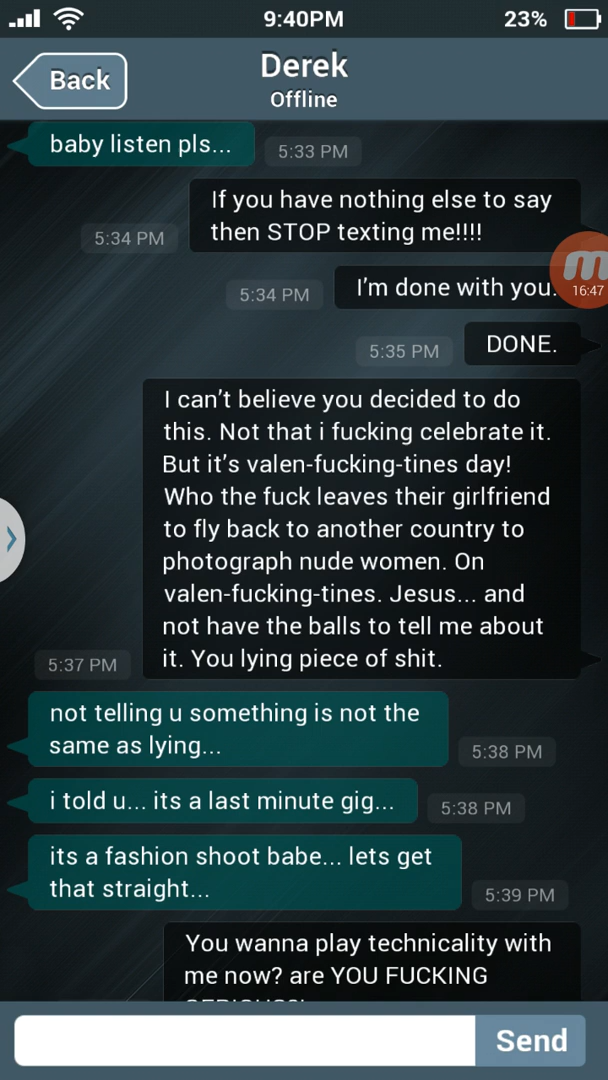 9:40PM
23%
Back
Derek
Offline
baby listen pls...
5:33 PM
If you have nothing else to say
then STOP texting me!!!!
5:34 PM
I'm done with you.
5:34 PM
m
16:47
DONE.
5:35 PM
I can't believe you decided to do
this. Not that i fucking celebrate it.
But it's valen-fucking-tines day!
Who the fuck leaves their girlfriend
to fly back to another country to
photograph nude women. On
valen-fucking-tines. Jesus... and
not have the balls to tell me about
it. You lying piece of shit.
5:37 PM
not telling u something is not the
same as lying...
5:38 PM
i told u... its a last minute gig...
5:38 PM
its a fashion shoot babe... lets get
that straight...
5:39 PM
You wanna play technicality with
me now? are YOU FUCKING
Send